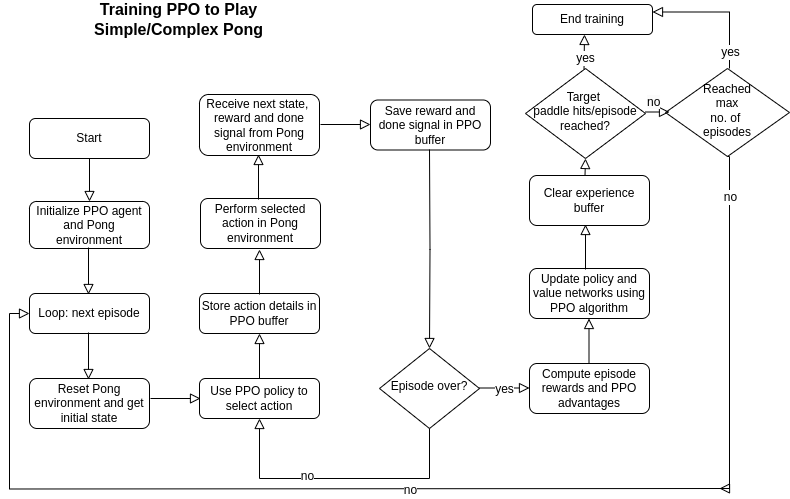 Training PPO to Play
Simple/Complex Pong
Start
Initialize PPO agent
and Pong
environment
Loop: next episode
Reset Pong
environment and get
initial state
Use PPO policy to
select action
Store action details in
PPO buffer
Perform selected
action in Pong
environment
Receive next state,
reward and done
signal from Pong
environment
Save reward and
done signal in PPO
buffer
Episode over?
no
yes
Compute episode
rewards and PPO
advantages
Update policy and
value networks using
PPO algorithm
Clear experience
buffer
Target
paddle hits/episode
reached?
yes
End training
no
Reached
max
no. of
episodes
yes
no
no